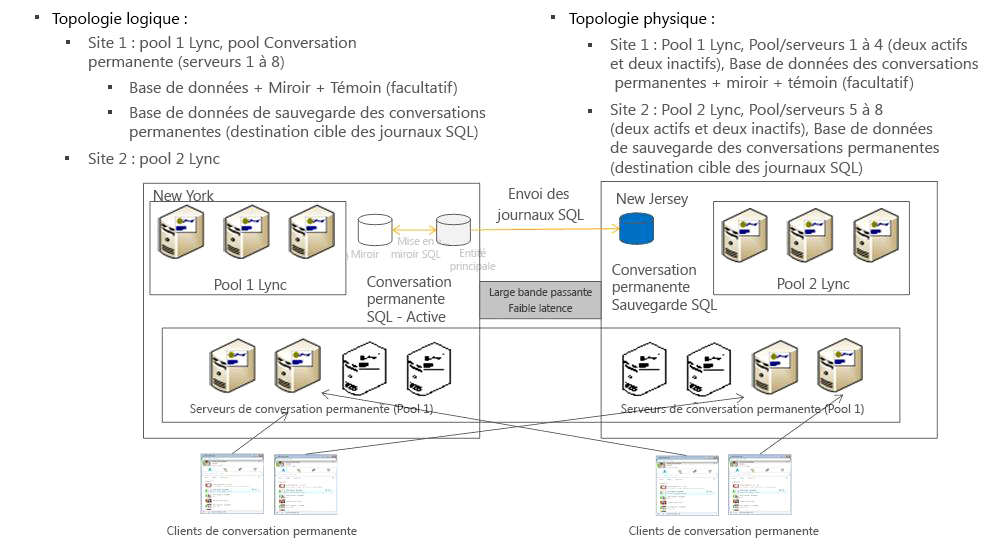 Topologie logique :
Site 1 : pool 1 Lync, pool Conversation
permanente (serveurs 1 à 8)
Base de données + Miroir + Témoin (facultatif)
Base de données de sauvegarde des conversations
permanentes (destination cible des journaux SQL)
Site 2 : pool 2 Lync
Topologie physique :
Site 1 : Pool 1 Lync, Pool/serveurs 1 à 4 (deux actifs
et deux inactifs), Base de données des conversations
permanentes + miroir + témoin (facultatif)
Site 2 : Pool 2 Lync, Pool/serveurs 5 à 8
(deux actifs et deux inactifs), Base de données
de sauvegarde des conversations permanentes
(destination cible des journaux SQL)
New York
Pool 1 Lync
Miroir
Mise en
miroir SQL
Entité
principale
Conversation
permanente
SQL - Active
Envoi des
journaux SQL
Large bande passante
Faible latence
New Jersey
Conversation
permanente
Sauvegarde SQL
Pool 2 Lync
Serveurs de conversation permanente (Pool 1)
Serveurs de conversation permanente (Pool 1)
Clients de conversation permanente
Clients de conversation permanente